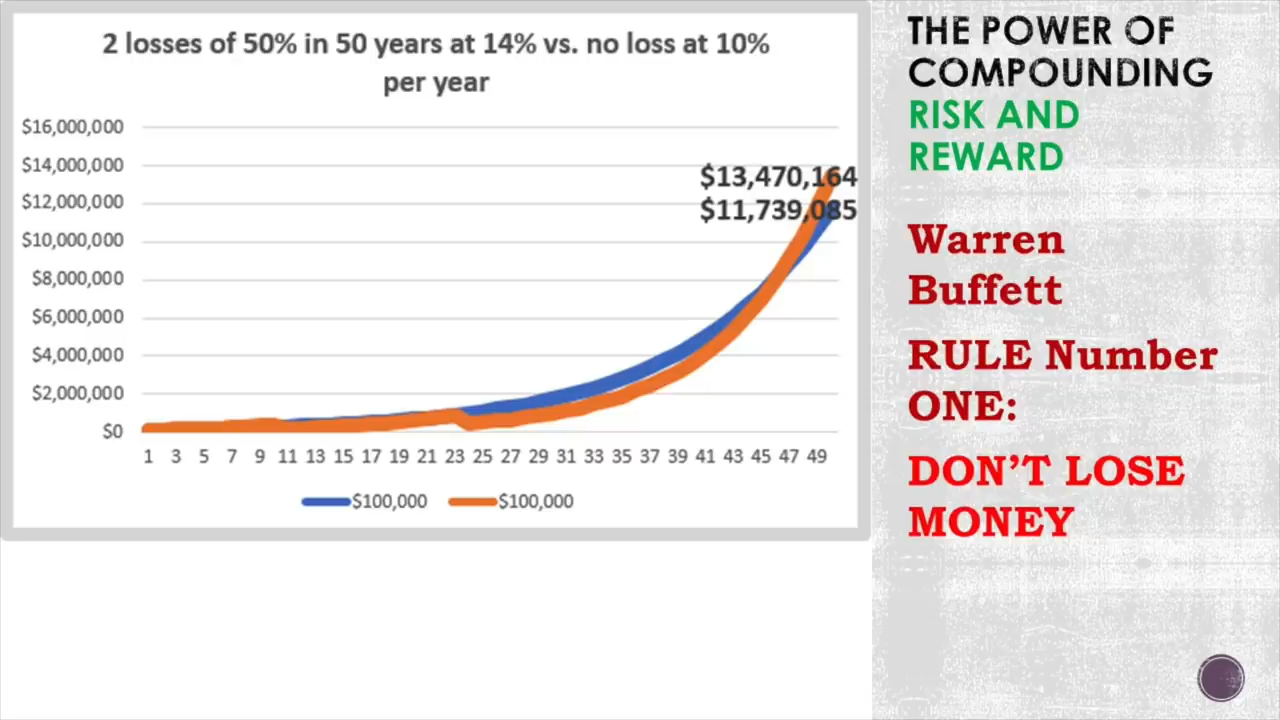 2 losses of 50% in 50 years at 14% vs. no loss at 10%
per year
$16,000,000
$14,000,000
$12,000,000
$10,000,000
$8,000,000
$6,000,000
$4,000,000
$2,000,000
$0
$13,470,164
$11,739,085
1 3 5 7 9 11 13 15 17 19 21 23 25 27 29 31 33 35 37 39 41 43 45 47 49
$100,000 $100,000
THE POWER OF
COMPOUNDING
RISK AND
REWARD
Warren
Buffett
RULE Number
ONE:
DON'T LOSE
MONEY